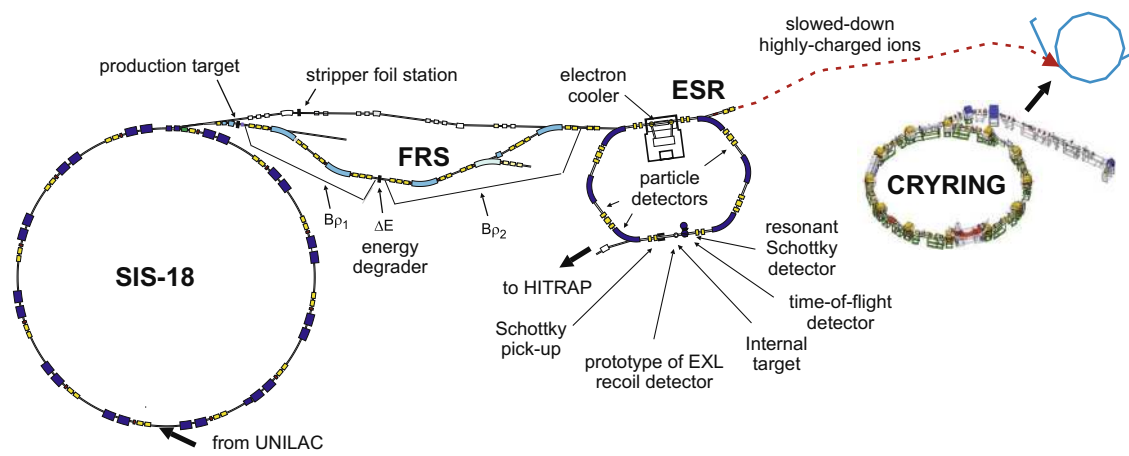 slowed-down
highly-charged ions
production target
stripper foil station
electron
cooler
ESR
FRS
particle
detectors
CRYRING
Bρ1
ΔE
energy
degrader
Bρ2
resonant
Schottky
detector
SIS-18
to HITRAP
time-of-flight
detector
Schottky
pick-up
Internal
target
prototype of EXL
recoil detector
from UNILAC